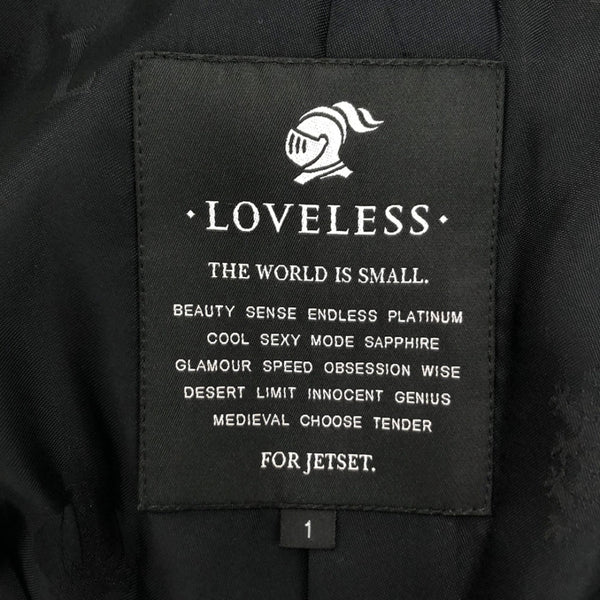 · LOVELESS ·
THE WORLD IS SMALL.
BEAUTY SENSE ENDLESS PLATINUM
COOL SEXY MODE SAPPHIRE
GLAMOUR SPEED OBSESSION WISE
DESERT LIMIT INNOCENT GENIUS
MEDIEVAL CHOOSE TENDER
FOR JETSET.
1